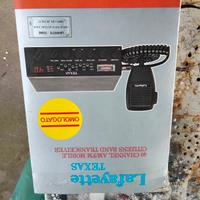 Lafayette
TEXAS
40 CHANNEL AM/FM MOBILE
CITIZENS BAND TRANSCEIVER
OMOLOGATO
TEXAS